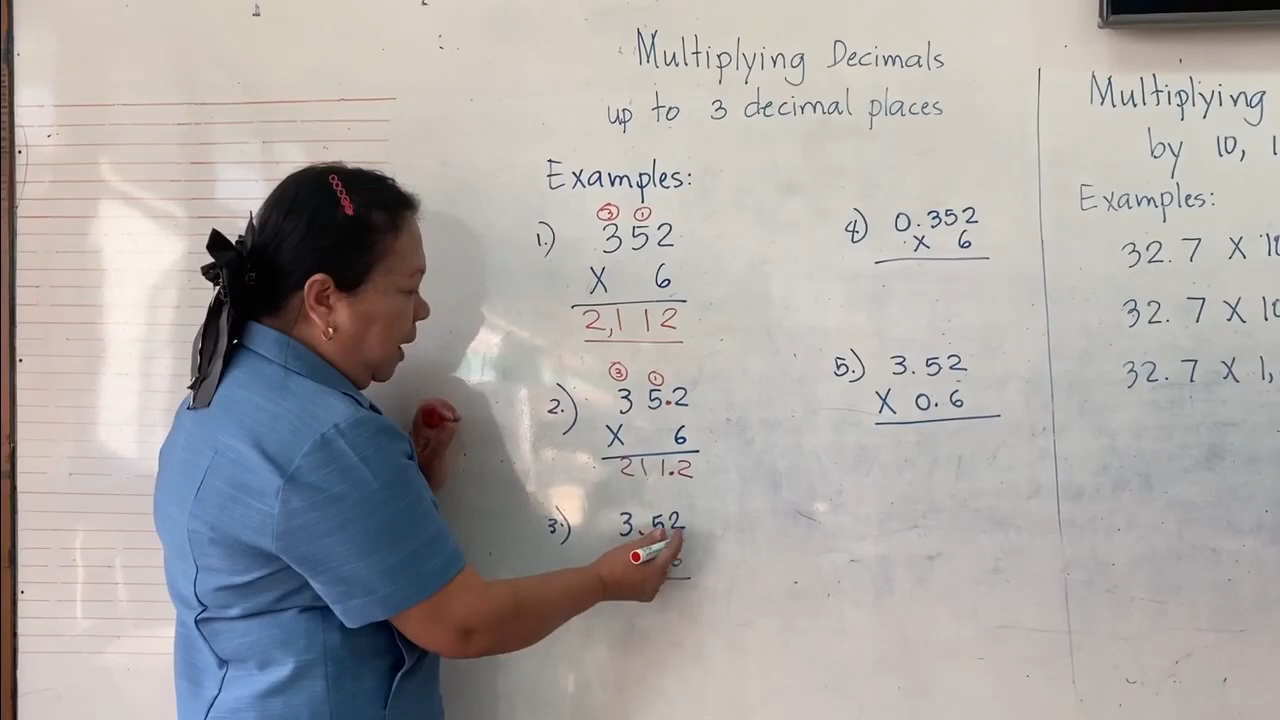 Multiplying Decimals
up to 3 decimal places
Examples:
③ ①
1.) 352
X 6
2,112
③ ①
2.) 35.2
X 6
211.2
3.) 3.52
4.) 0.352
X 6
5.) 3.52
X 0.6
Multiplying
by 10,
Examples:
32.7 X 10
32.7 X 10
32.7 X 1,